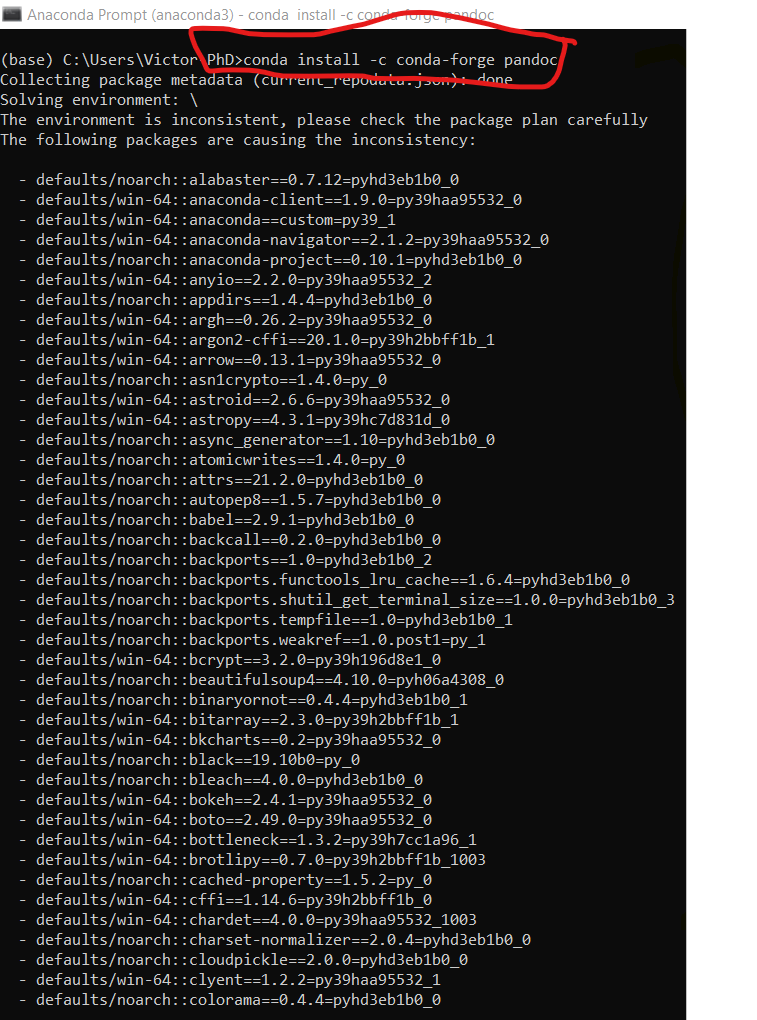 Anaconda Prompt (anaconda3) - conda  install -c conda-forge pandoc
(base) C:\Users\Victor PhD>conda install -c conda-forge pandoc
Collecting package metadata (current_repodata.json): done
Solving environment: \
The environment is inconsistent, please check the package plan carefully
The following packages are causing the inconsistency:
- defaults/noarch::alabaster==0.7.12=pyhd3eb1b0_0
- defaults/win-64::anaconda-client==1.9.0=py39haa95532_0
- defaults/win-64::anaconda==custom=py39_1
- defaults/win-64::anaconda-navigator==2.1.2=py39haa95532_0
- defaults/noarch::anaconda-project==0.10.1=pyhd3eb1b0_0
- defaults/win-64::anyio==2.2.0=py39haa95532_2
- defaults/noarch::appdirs==1.4.4=pyhd3eb1b0_0
- defaults/win-64::argh==0.26.2=py39haa95532_0
- defaults/win-64::argon2-cffi==20.1.0=py39h2bbff1b_1
- defaults/win-64::arrow==0.13.1=py39haa95532_0
- defaults/noarch::asn1crypto==1.4.0=py_0
- defaults/win-64::astroid==2.6.6=py39haa95532_0
- defaults/win-64::astropy==4.3.1=py39hc7d831d_0
- defaults/noarch::async_generator==1.10=pyhd3eb1b0_0
- defaults/noarch::atomicwrites==1.4.0=py_0
- defaults/noarch::attrs==21.2.0=pyhd3eb1b0_0
- defaults/noarch::autopep8==1.5.7=pyhd3eb1b0_0
- defaults/noarch::babel==2.9.1=pyhd3eb1b0_0
- defaults/noarch::backcall==0.2.0=pyhd3eb1b0_0
- defaults/noarch::backports==1.0=pyhd3eb1b0_2
- defaults/noarch::backports.functools_lru_cache==1.6.4=pyhd3eb1b0_0
- defaults/noarch::backports.shutil_get_terminal_size==1.0.0=pyhd3eb1b0_3
- defaults/noarch::backports.tempfile==1.0=pyhd3eb1b0_1
- defaults/noarch::backports.weakref==1.0.post1=py_1
- defaults/win-64::bcrypt==3.2.0=py39h196d8e1_0
- defaults/noarch::beautifulsoup4==4.10.0=pyh06a4308_0
- defaults/noarch::binaryornot==0.4.4=pyhd3eb1b0_1
- defaults/win-64::bitarray==2.3.0=py39h2bbff1b_1
- defaults/win-64::bkcharts==0.2=py39haa95532_0
- defaults/noarch::black==19.10b0=py_0
- defaults/noarch::bleach==4.0.0=pyhd3eb1b0_0
- defaults/win-64::bokeh==2.4.1=py39haa95532_0
- defaults/win-64::boto==2.49.0=py39haa95532_0
- defaults/win-64::bottleneck==1.3.2=py39h7cc1a96_1
- defaults/win-64::brotlipy==0.7.0=py39h2bbff1b_1003
- defaults/noarch::cached-property==1.5.2=py_0
- defaults/win-64::cffi==1.14.6=py39h2bbff1b_0
- defaults/win-64::chardet==4.0.0=py39haa95532_1003
- defaults/noarch::charset-normalizer==2.0.4=pyhd3eb1b0_0
- defaults/noarch::cloudpickle==2.0.0=pyhd3eb1b0_0
- defaults/win-64::clyent==1.2.2=py39haa95532_1
- defaults/noarch::colorama==0.4.4=pyhd3eb1b0_0